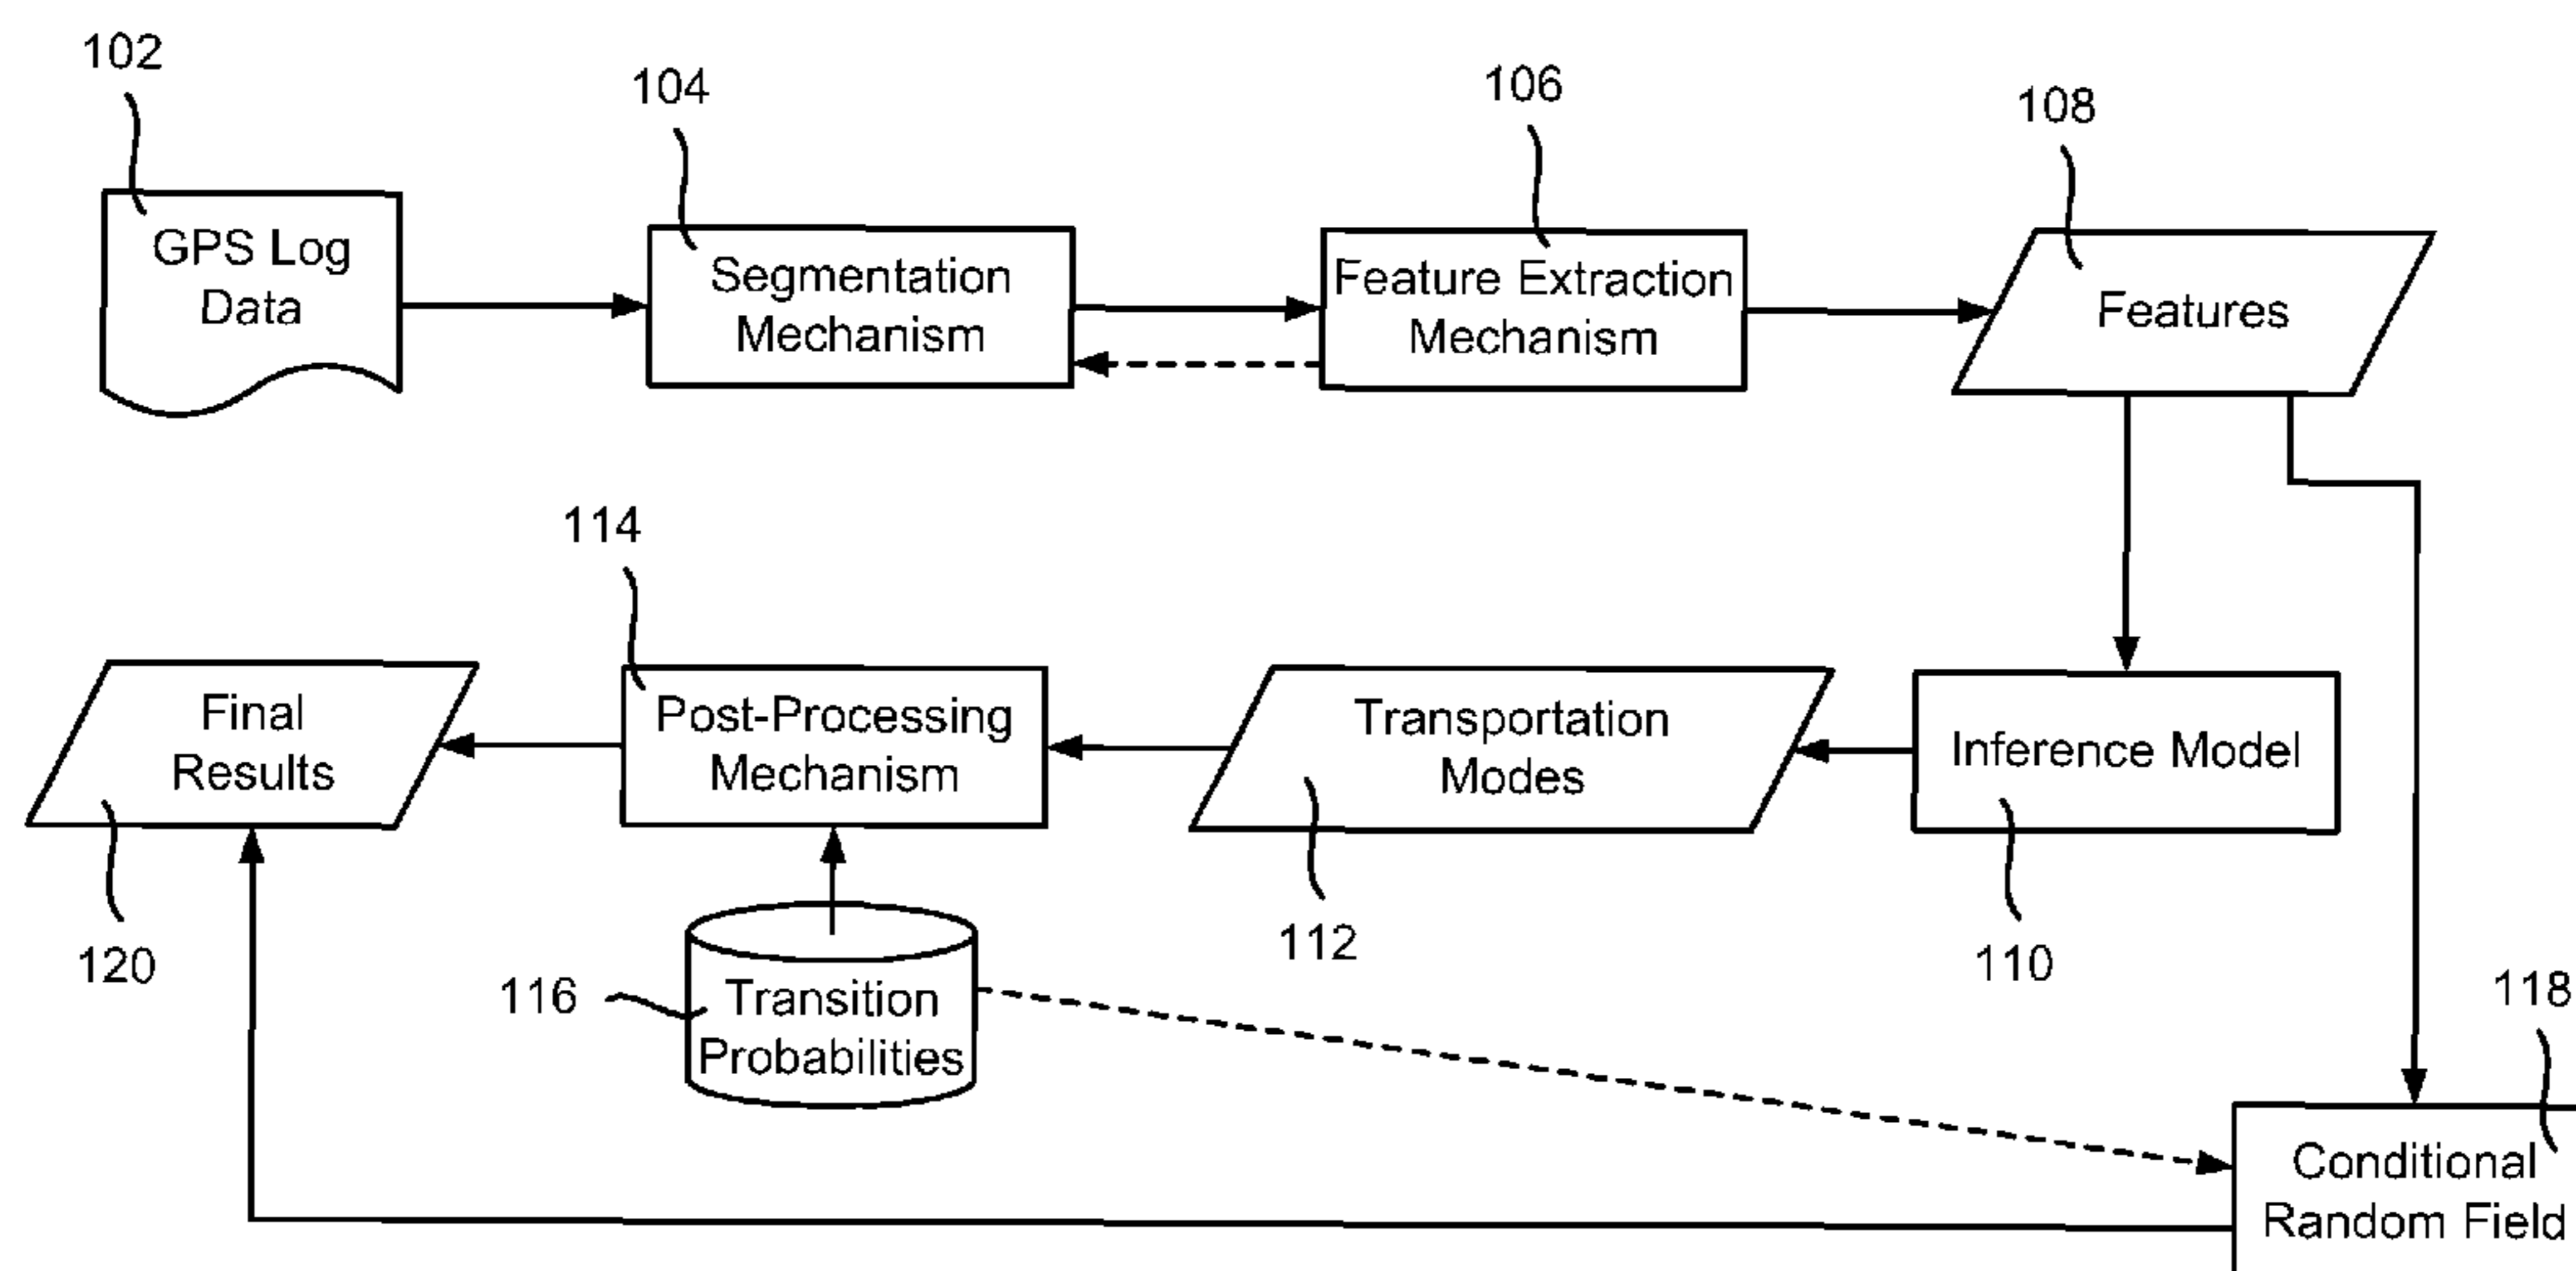 102
104
106
108
GPS Log
Data
Segmentation
Mechanism
Feature Extraction
Mechanism
Features
114
Final
Results
Post-Processing
Mechanism
Transportation
Modes
Inference Model
120
116
Transition
Probabilities
112
110
118
Conditional
Random Field